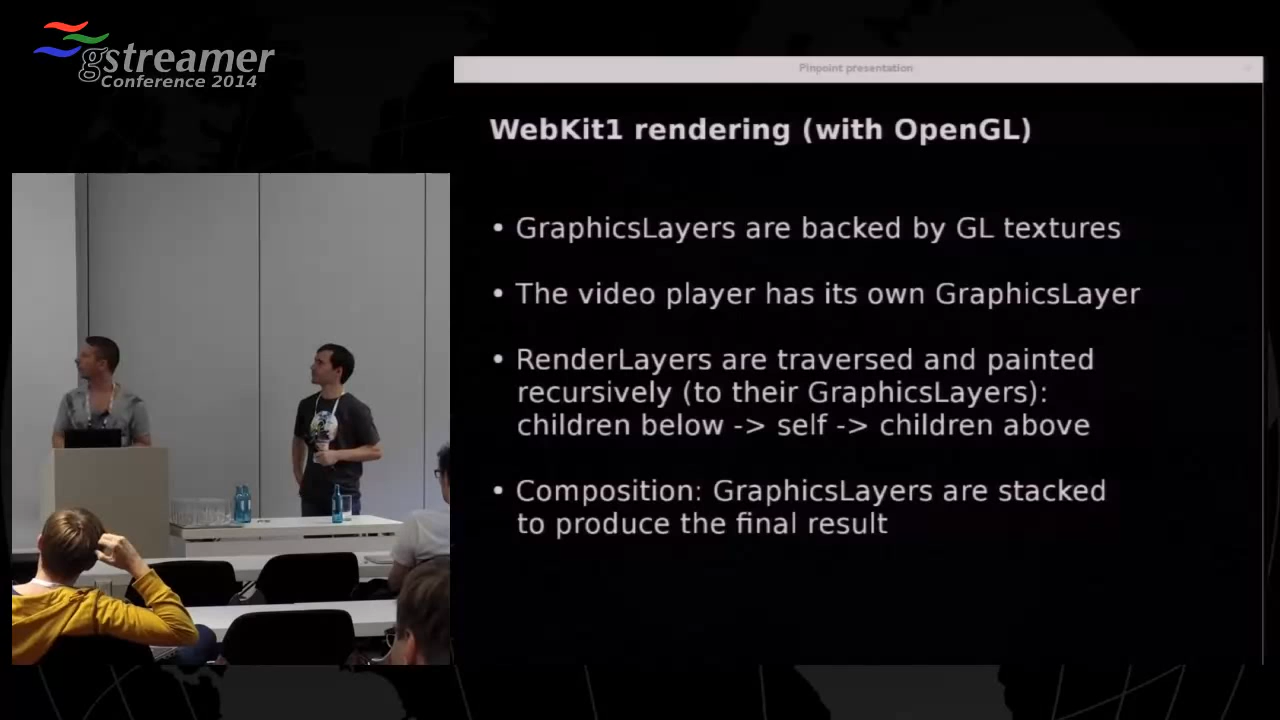 gstreamer
Conference 2014
Pinpoint presentation
WebKit1 rendering (with OpenGL)
• GraphicsLayers are backed by GL textures
• The video player has its own GraphicsLayer
• RenderLayers are traversed and painted
recursively (to their GraphicsLayers):
children below -> self -> children above
• Composition: GraphicsLayers are stacked
to produce the final result